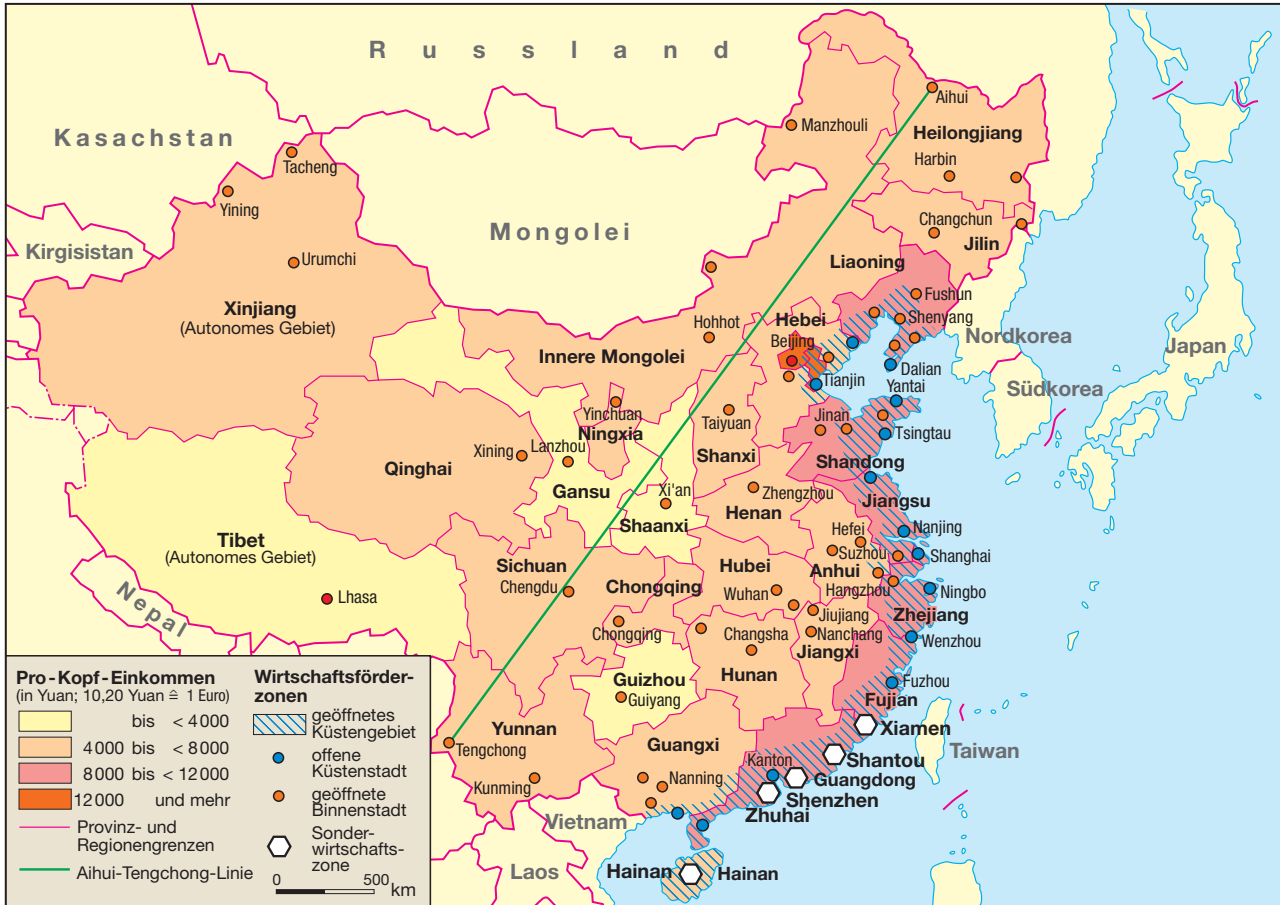 Russland
Kasachstan
Mongolei
Kirgisistan
Nepal
Nordkorea
Südkorea
Japan
Taiwan
Vietnam
Laos
Aihui
Manzhouli
Heilongjiang
Harbin
Tacheng
Yining
Urumchi
Changchun
Jilin
Liaoning
Xinjiang
(Autonomes Gebiet)
Fushun
Shenyang
Hohhot
Hebei
Beijing
Innere Mongolei
Tianjin
Dalian
Yantai
Yinchuan
Ningxia
Taiyuan
Jinan
Tsingtau
Xining
Lanzhou
Qinghai
Shanxi
Shandong
Gansu
Xi'an
Zhengzhou
Jiangsu
Shaanxi
Henan
Nanjing
Tibet
(Autonomes Gebiet)
Hefei
Suzhou
Shanghai
Sichuan
Chengdu
Chongqing
Hubei
Anhui
Wuhan
Hangzhou
Ningbo
Lhasa
Jiujiang
Zhejiang
Chongqing
Changsha
Nanchang
Wenzhou
Jiangxi
Hunan
Guizhou
Guiyang
Fuzhou
Fujian
Yunnan
Xiamen
Tengchong
Guangxi
Kanton
Shantou
Kunming
Nanning
Guangdong
Shenzhen
Zhuhai
Hainan
Hainan
Pro-Kopf-Einkommen
(in Yuan; 10,20 Yuan ≙ 1 Euro)
bis < 4000
4000 bis < 8000
8000 bis < 12000
12000 und mehr
Provinz- und
Regionengrenzen
Aihui-Tengchong-Linie
Wirtschaftsförder-
zonen
geöffnetes
Küstengebiet
offene
Küstenstadt
geöffnete
Binnenstadt
Sonder-
wirtschafts-
zone
0 500 km